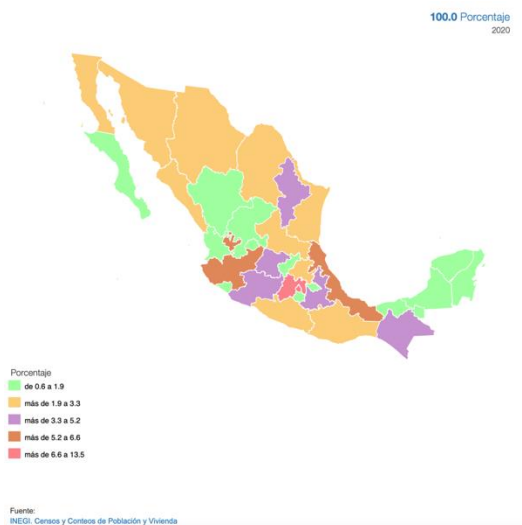 100.0 Porcentaje
2020
Porcentaje
de 0.6 a 1.9
más de 1.9 a 3.3
más de 3.3 a 5.2
más de 5.2 a 6.6
más de 6.6 a 13.5
Fuente:
INEGI. Censos y Conteos de Población y Vivienda